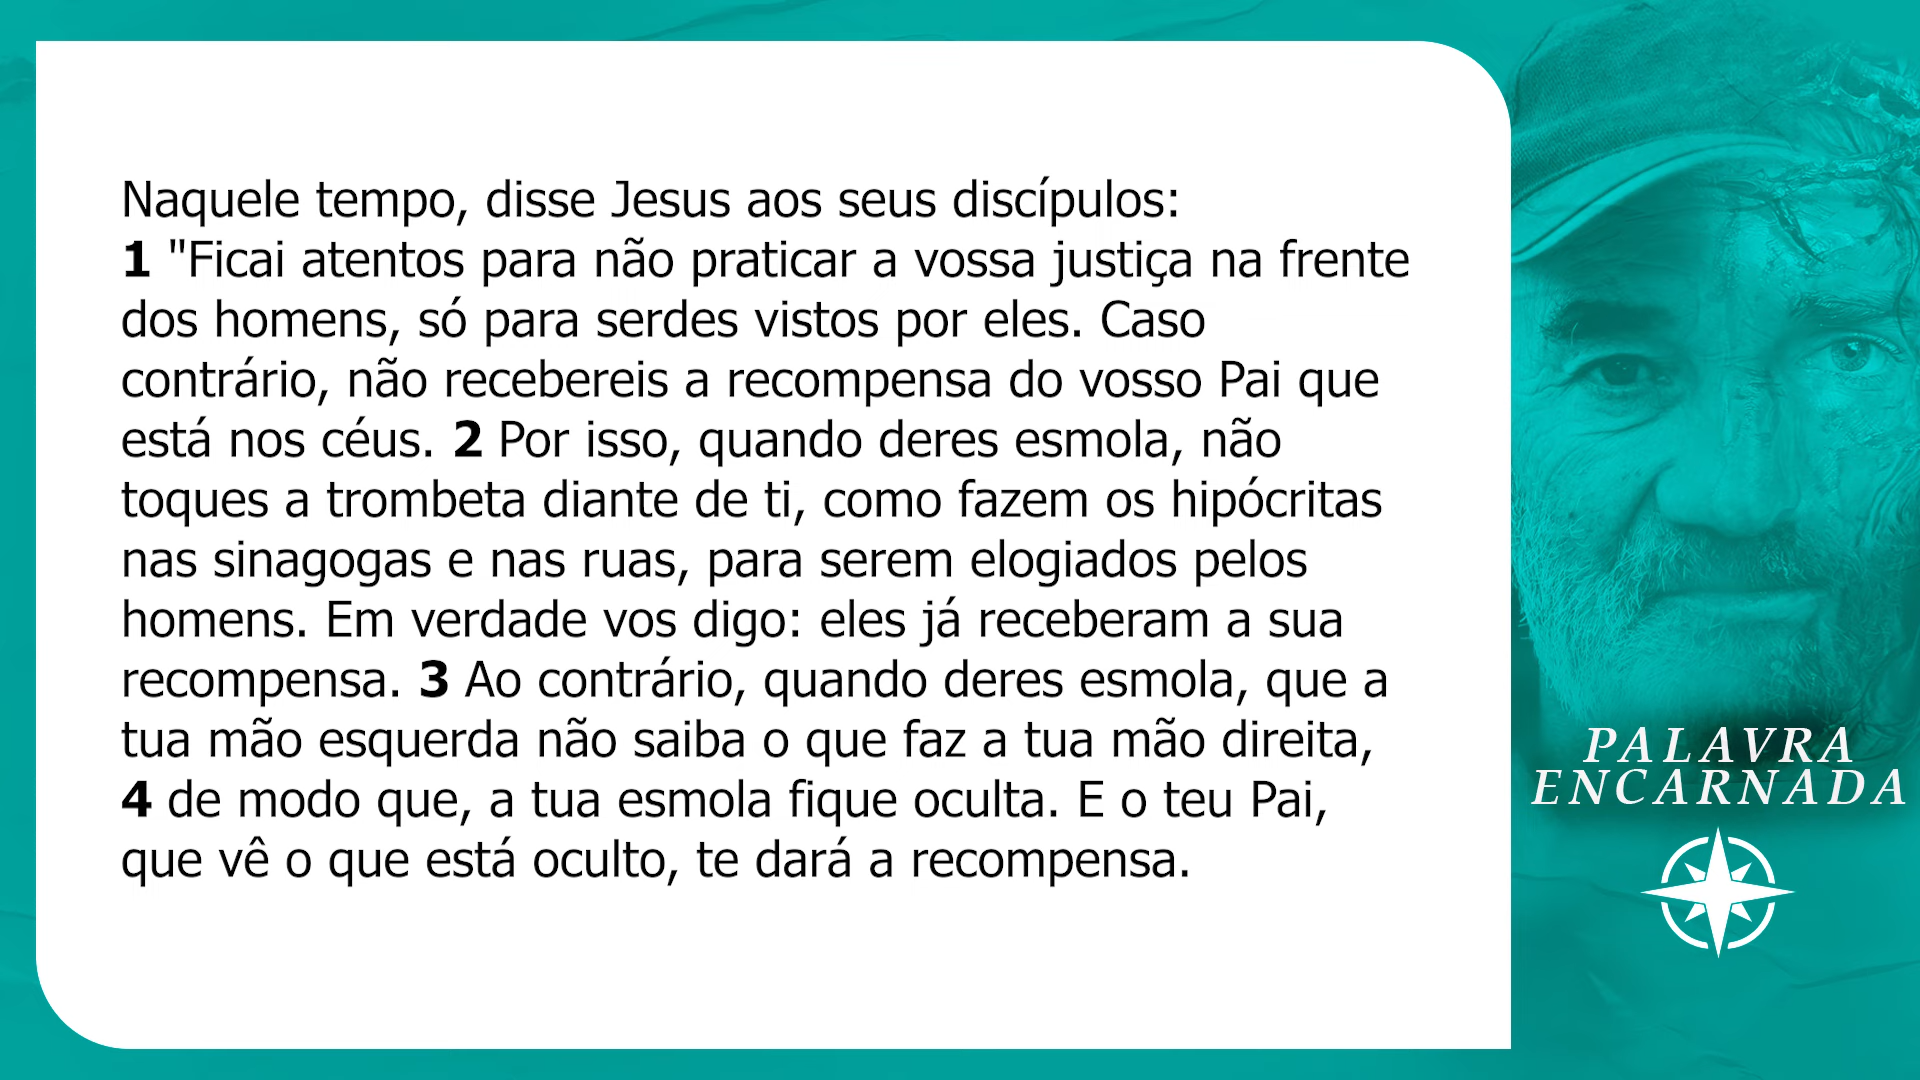 Naquele tempo, disse Jesus aos seus discípulos:
1 "Ficai atentos para não praticar a vossa justiça na frente
dos homens, só para serdes vistos por eles. Caso
contrário, não recebereis a recompensa do vosso Pai que
está nos céus. 2 Por isso, quando deres esmola, não
toques a trombeta diante de ti, como fazem os hipócritas
nas sinagogas e nas ruas, para serem elogiados pelos
homens. Em verdade vos digo: eles já receberam a sua
recompensa. 3 Ao contrário, quando deres esmola, que a
tua mão esquerda não saiba o que faz a tua mão direita,
4 de modo que, a tua esmola fique oculta. E o teu Pai,
que vê o que está oculto, te dará a recompensa.
PALAVRA
ENCARNADA